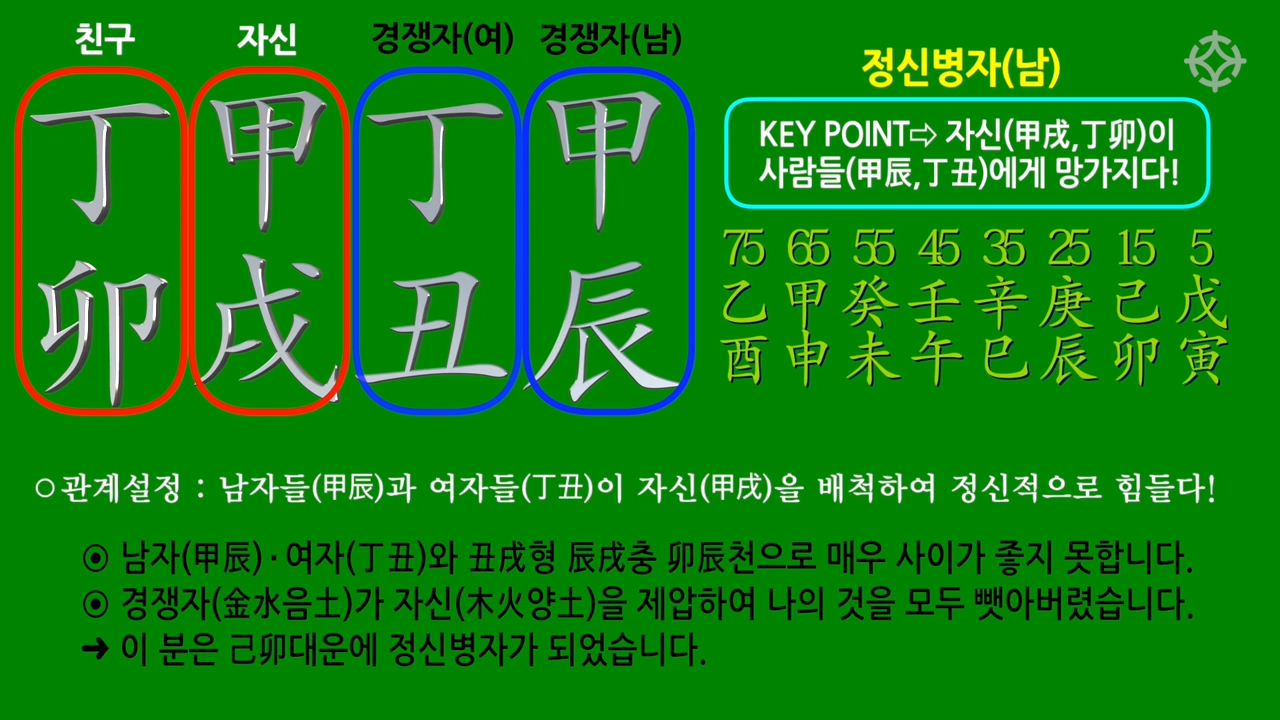 친구 자신 경쟁자(여) 경쟁자(남)
丁 甲 丁 甲
卯 戌 丑 辰
정신병자(남)
KEY POINT⇨ 자신(甲戌,丁卯)이
사람들(甲辰,丁丑)에게 망가지다!
75 65 55 45 35 25 15 5
乙 甲 癸 壬 辛 庚 己 戊
酉 申 未 午 巳 辰 卯 寅
○관계설정 : 남자들(甲辰)과 여자들(丁丑)이 자신(甲戌)을 배척하여 정신적으로 힘들다!
◉ 남자(甲辰)·여자(丁丑)와 丑戌형 辰戌충 卯辰천으로 매우 사이가 좋지 못합니다.
◉ 경쟁자(金水음土)가 자신(木火양土)을 제압하여 나의 것을 모두 뺏아버렸습니다.
➜ 이 분은 己卯대운에 정신병자가 되었습니다.